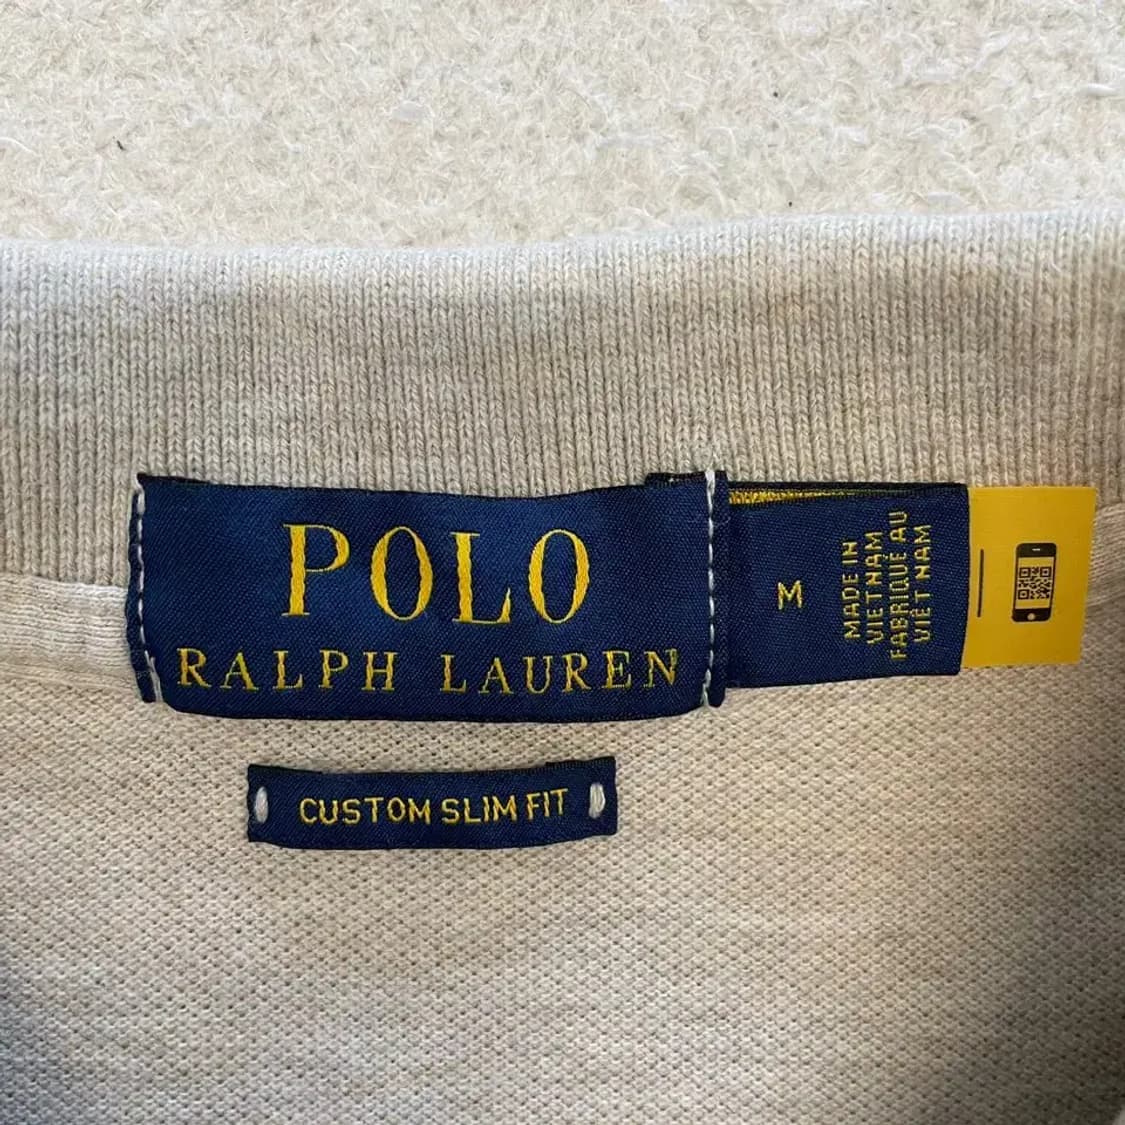 POLO
RALPH LAUREN
M
MADE IN
VIETNAM
FABRIQUÉ AU
VIÊT NAM
CUSTOM SLIM FIT